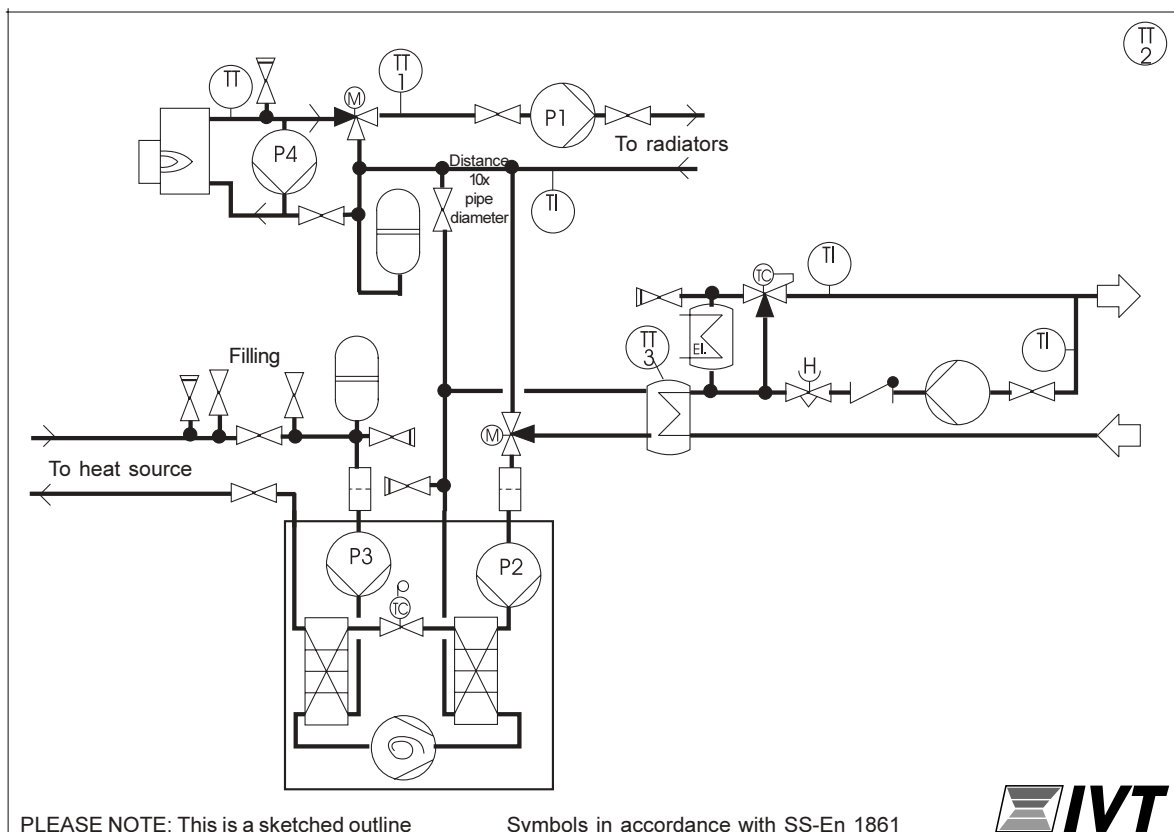 TT
2
TT
TT
1
M
P1
P4
To radiators
Distance
10x
pipe
diameter
TI
TC
TI
TT
3
El.
TI
H
Filling
M
To heat source
P3
P2
TC
PLEASE NOTE: This is a sketched outline
Symbols in accordance with SS-En 1861
IVT